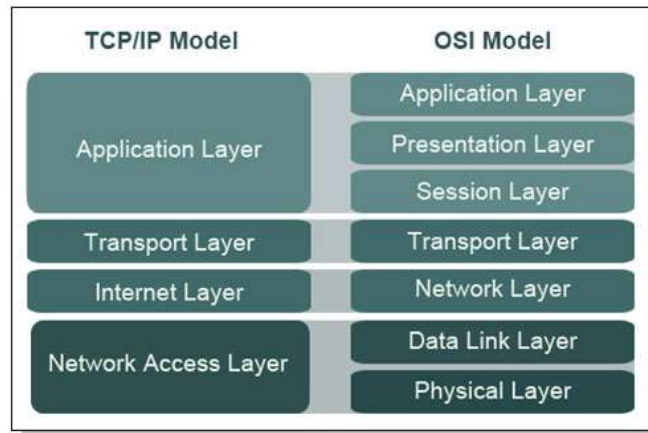 TCP/IP Model
Application Layer
Transport Layer
Internet Layer
Network Access Layer
OSI Model
Application Layer
Presentation Layer
Session Layer
Transport Layer
Network Layer
Data Link Layer
Physical Layer